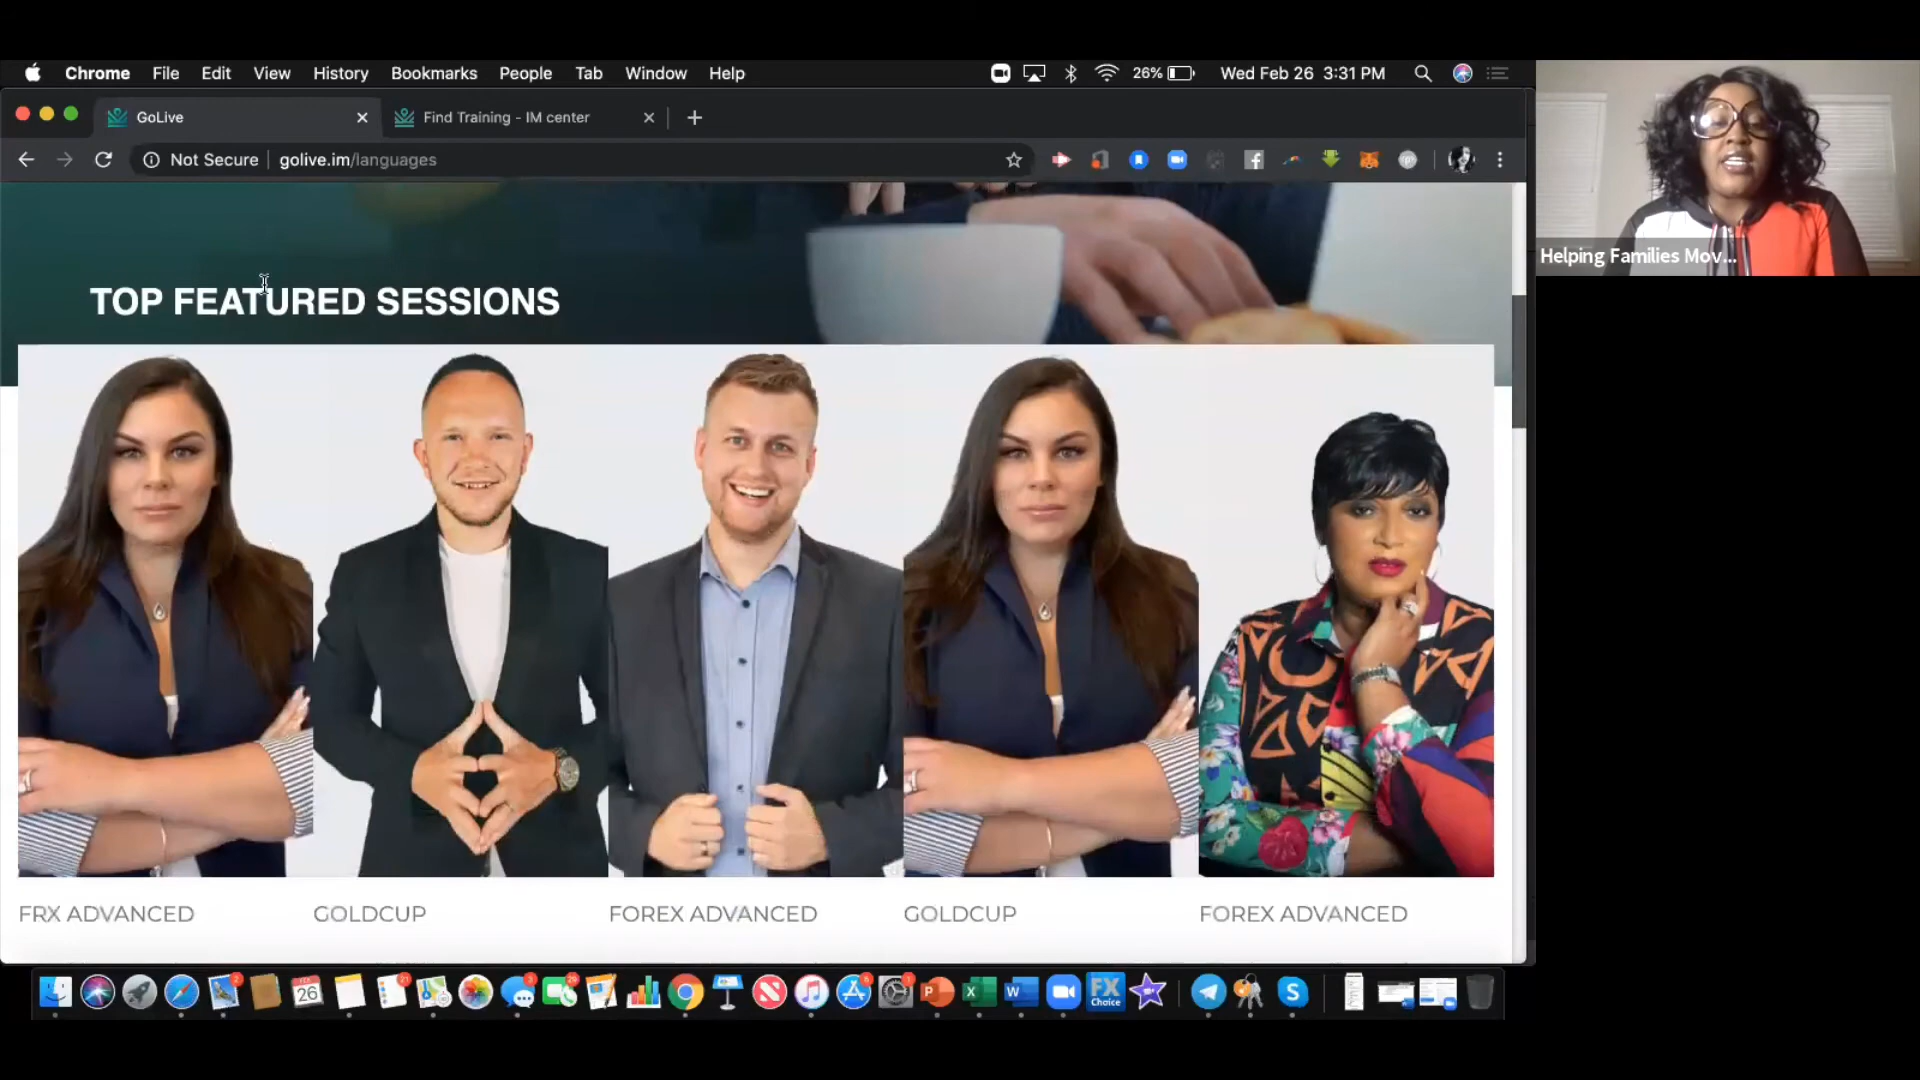 Chrome File Edit View History Bookmarks People Tab Window Help 26% Wed Feb 26 3:31 PM
GoLive Find Training - IM center
Not Secure golive.im/languages
Helping Families Mov...
TOP FEATURED SESSIONS
FRX ADVANCED GOLDCUP FOREX ADVANCED GOLDCUP FOREX ADVANCED
FEB
26
FX
Choice